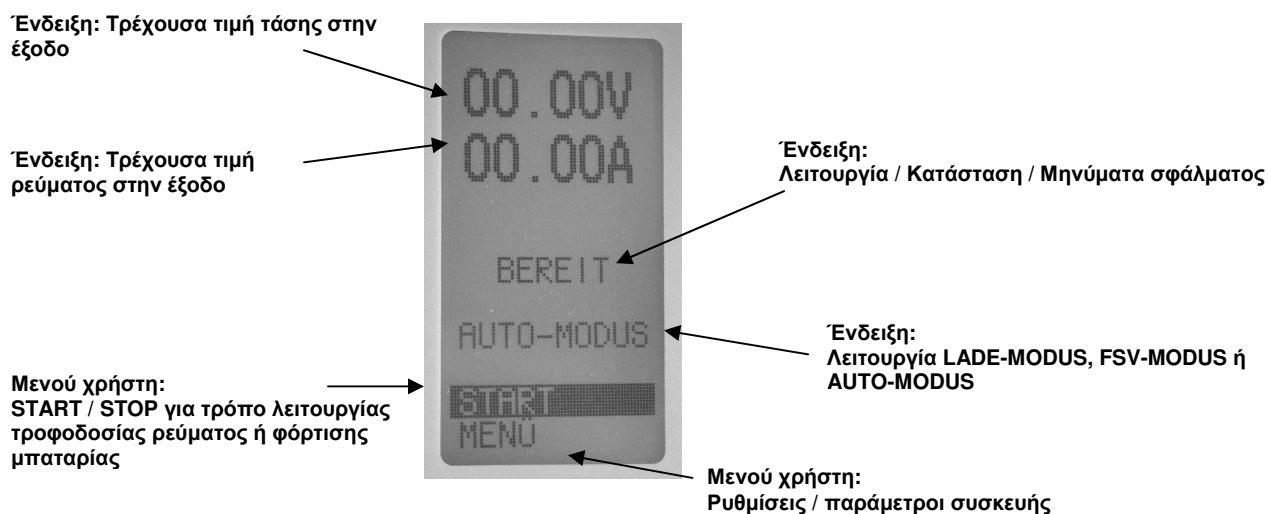 Ένδειξη: Τρέχουσα τιμή τάσης στην
έξοδο
Ένδειξη: Τρέχουσα τιμή
ρεύματος στην έξοδο
00.00V
00.00A
Ένδειξη:
Λειτουργία / Κατάσταση / Μηνύματα σφάλματος
BEREIT
AUTO-MODUS
Ένδειξη:
Λειτουργία LADE-MODUS, FSV-MODUS ή
AUTO-MODUS
Μενού χρήστη:
START / STOP για τρόπο λειτουργίας
τροφοδοσίας ρεύματος ή φόρτισης
μπαταρίας
START
MENÜ
Μενού χρήστη:
Ρυθμίσεις / παράμετροι συσκευής